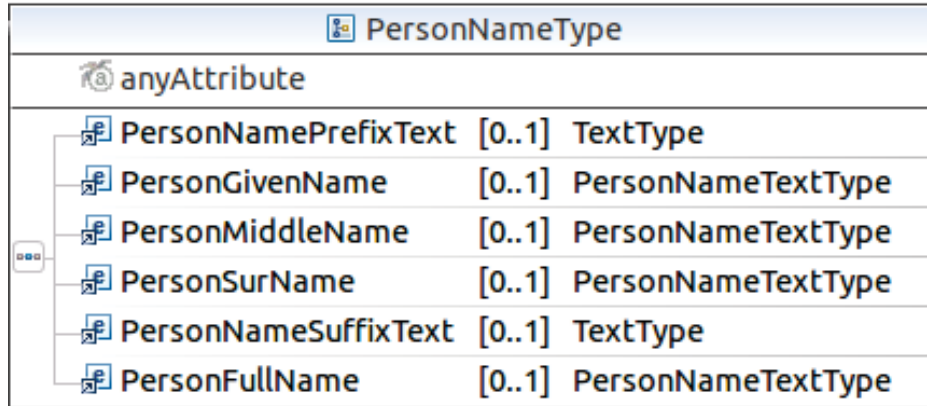 PersonNameType
anyAttribute
PersonNamePrefixText [0..1] TextType
PersonGivenName [0..1] PersonNameTextType
PersonMiddleName [0..1] PersonNameTextType
PersonSurName [0..1] PersonNameTextType
PersonNameSuffixText [0..1] TextType
PersonFullName [0..1] PersonNameTextType